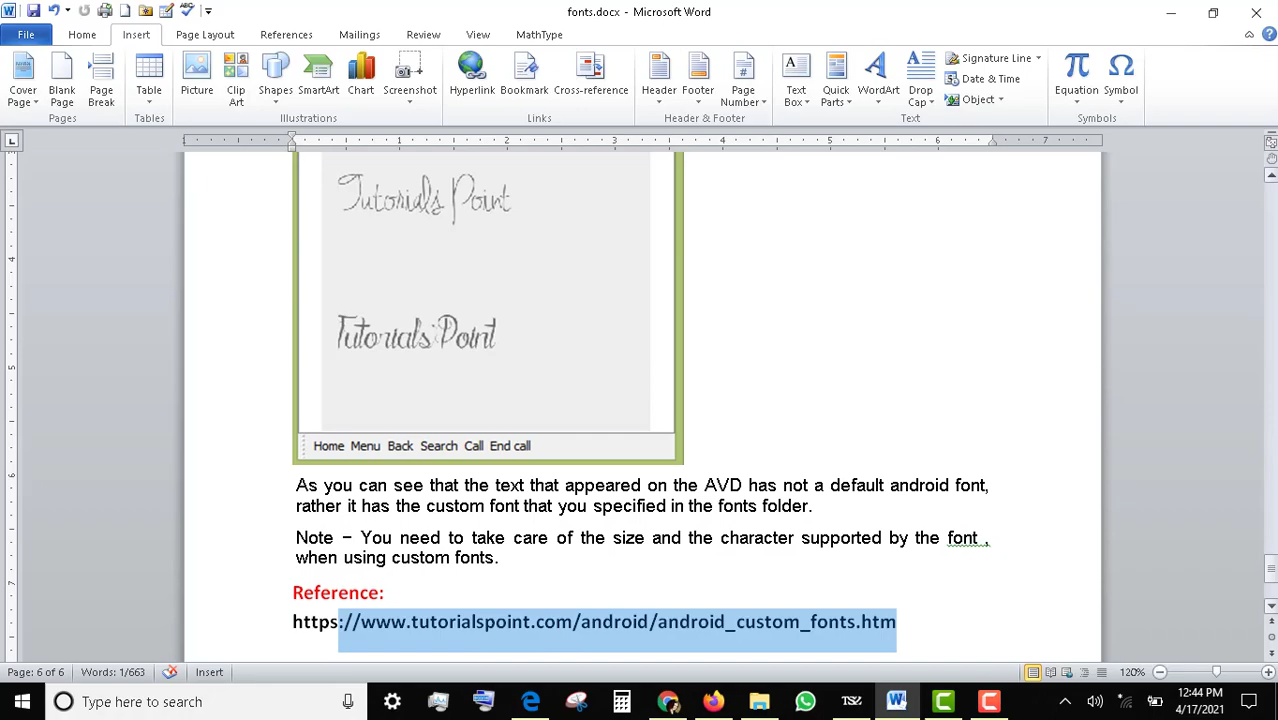 fonts.docx - Microsoft Word
File Home Insert Page Layout References Mailings Review View MathType
Cover Page Blank Page Page Break Table Picture Clip Art Shapes SmartArt Chart Screenshot Hyperlink Bookmark Cross-reference Header Footer Page Number Text Box Quick Parts WordArt Drop Cap Signature Line Date & Time Object Equation Symbol
Pages Tables Illustrations Links Header & Footer Text Symbols
1 2 3 4 5 6 7
Tutorials Point
Tutorials Point
Home Menu Back Search Call End call
As you can see that the text that appeared on the AVD has not a default android font,
rather it has the custom font that you specified in the fonts folder.
Note − You need to take care of the size and the character supported by the font ,
when using custom fonts.
Reference:
https://www.tutorialspoint.com/android/android_custom_fonts.htm
Page: 6 of 6 Words: 1/663 Insert 120%
Type here to search
12:44 PM
4/17/2021